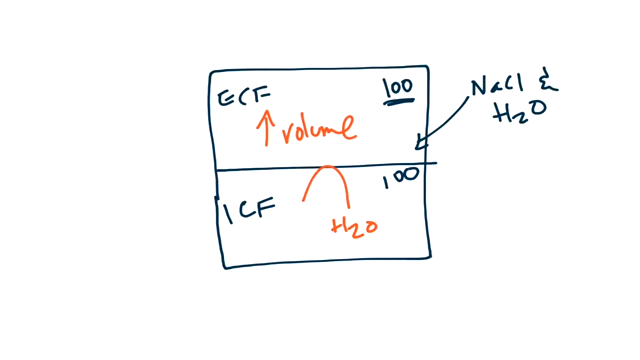 ECF 100
NaCl &
H2O
↑ volume
100
ICF
H2O